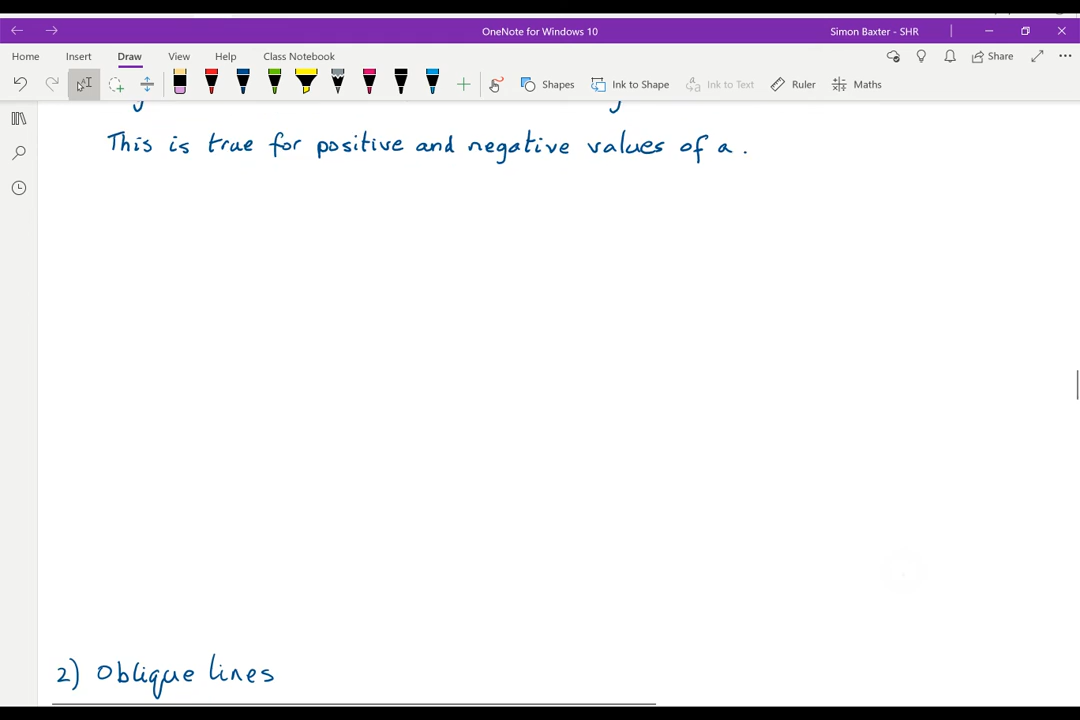 OneNote for Windows 10
Simon Baxter - SHR
Home Insert Draw View Help Class Notebook
Share
Shapes Ink to Shape Ink to Text Ruler Maths
This is true for positive and negative values of a.
2) Oblique lines